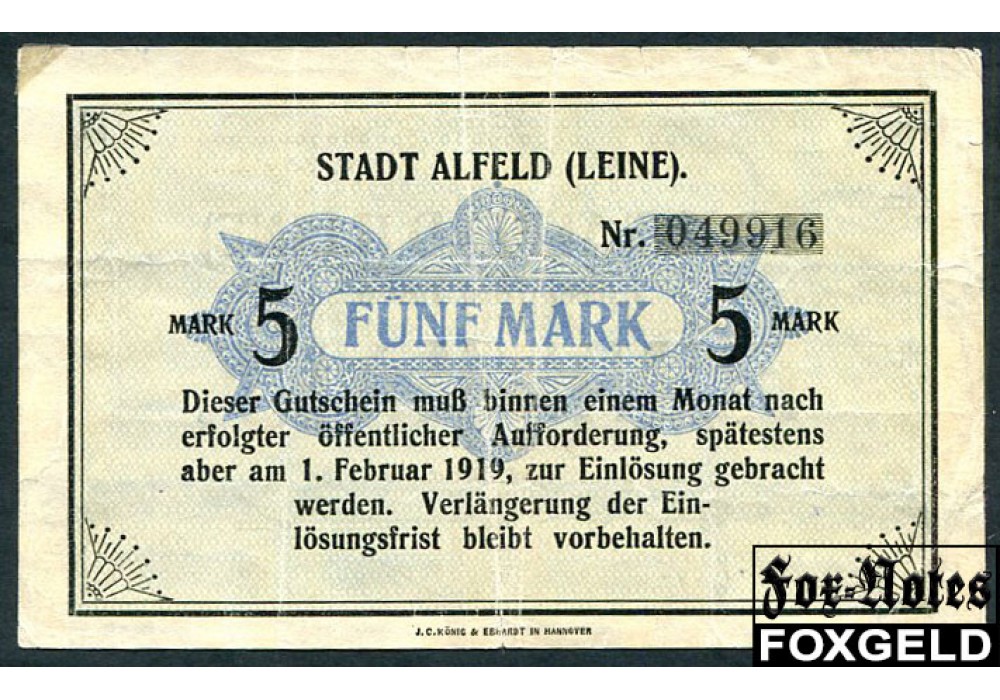 STADT ALFELD (LEINE).
Nr. 049916
MARK 5 FÜNF MARK 5 MARK
Dieser Gutschein muß binnen einem Monat nach
erfolgter öffentlicher Aufforderung, spätestens
aber am 1. Februar 1919, zur Einlösung gebracht
werden. Verlängerung der Ein-
lösungsfrist bleibt vorbehalten.
J.C.KÖNIG & EBHARDT IN HANNOVER
Fox-Notes
FOXGELD